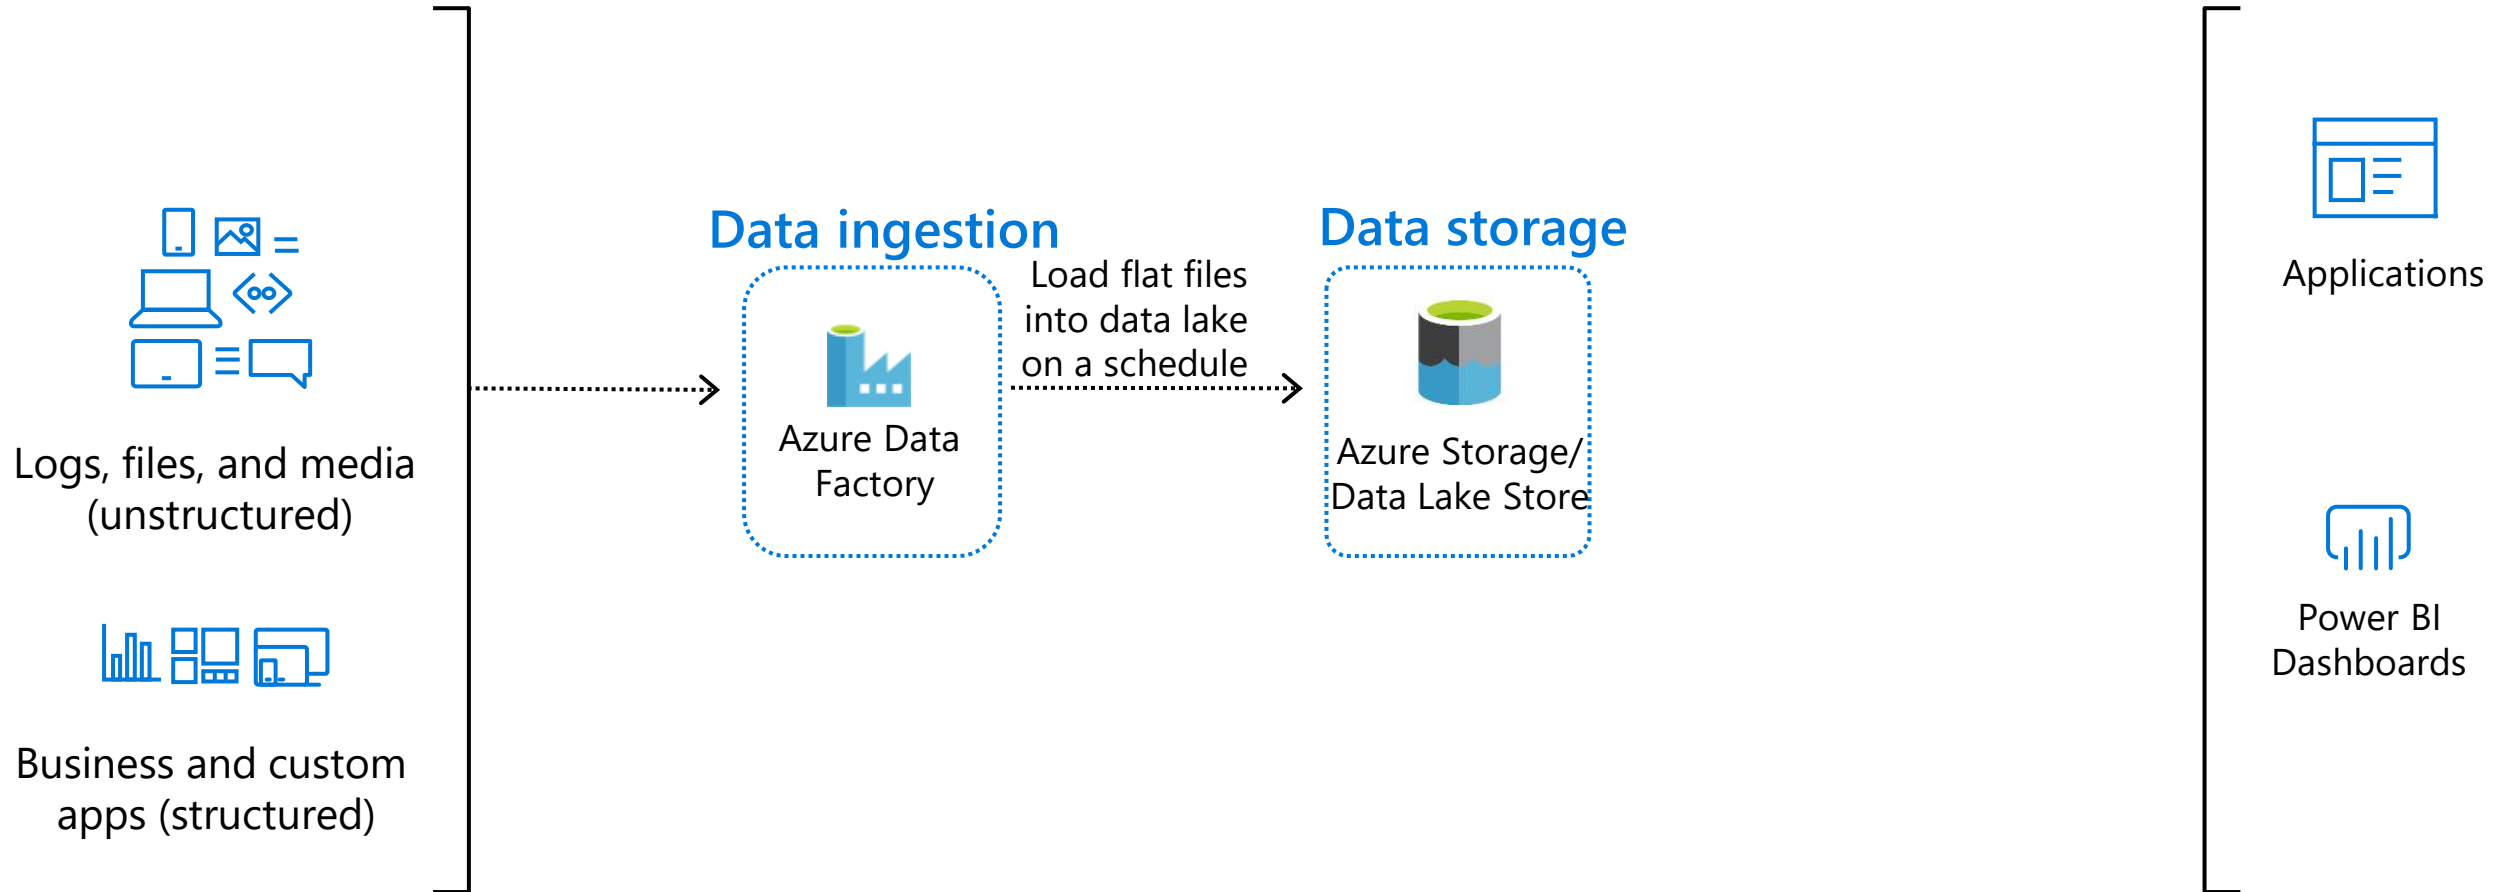 Logs, files, and media
(unstructured)
Business and custom
apps (structured)
Data ingestion
Azure Data
Factory
Load flat files
into data lake
on a schedule
Data storage
Azure Storage/
Data Lake Store
Applications
Power BI
Dashboards